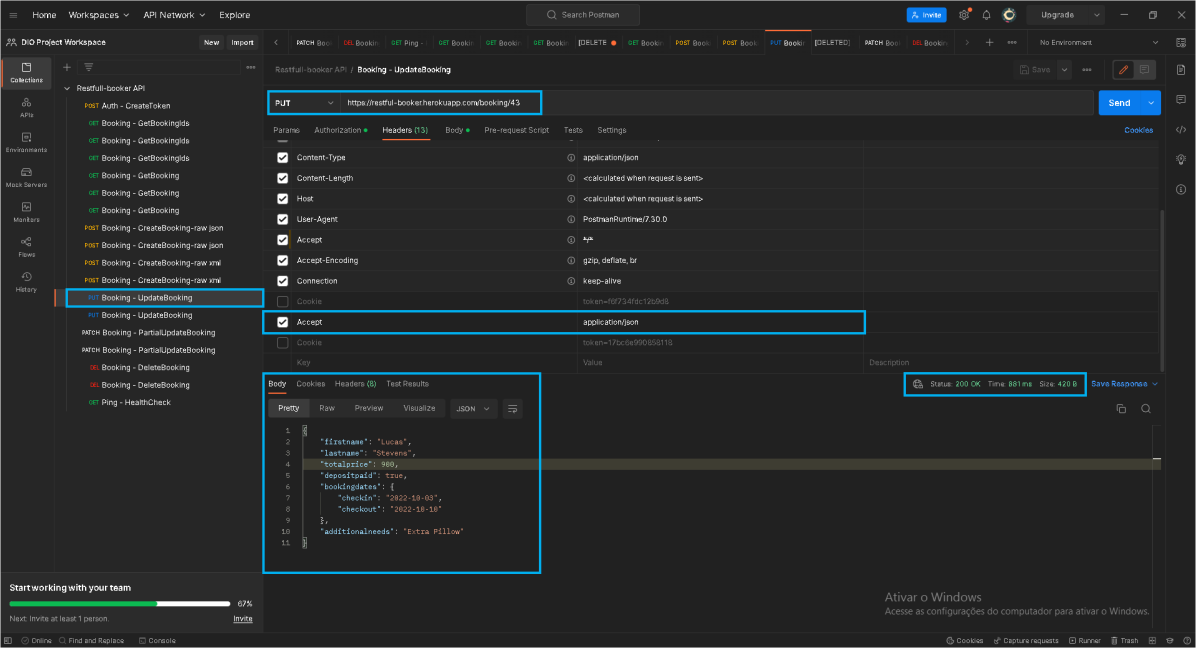 Home Workspaces API Network Explore Search Postman Invite Upgrade
DIO Project Workspace New Import
PATCH Boo DEL Bookin GET Ping - GET Bookin GET Bookin GET Bookin [DELETE GET Bookin POST Book POST Book PUT Bookin [DELETED] PATCH Boo DEL Bookin No Environment
Restfull-booker API / Booking - UpdateBooking Save
Collections
APIs
Environments
Mock Servers
Monitors
Flows
History
Restfull-booker API
POST Auth - CreateToken
GET Booking - GetBookingIds
GET Booking - GetBookingIds
GET Booking - GetBookingIds
GET Booking - GetBooking
GET Booking - GetBooking
GET Booking - GetBooking
POST Booking - CreateBooking-raw json
POST Booking - CreateBooking-raw json
POST Booking - CreateBooking-raw xml
POST Booking - CreateBooking-raw xml
PUT Booking - UpdateBooking
PUT Booking - UpdateBooking
PATCH Booking - PartialUpdateBooking
PATCH Booking - PartialUpdateBooking
DEL Booking - DeleteBooking
DEL Booking - DeleteBooking
GET Ping - HealthCheck
PUT https://restful-booker.herokuapp.com/booking/43 Send
Params Authorization Headers (13) Body Pre-request Script Tests Settings Cookies
Content-Type application/json
Content-Length <calculated when request is sent>
Host <calculated when request is sent>
User-Agent PostmanRuntime/7.30.0
Accept */*
Accept-Encoding gzip, deflate, br
Connection keep-alive
Cookie token=f6f734fdc12b9d8
Accept application/json
Cookie token=17bc6e990858118
Key Value Description
Body Cookies Headers (8) Test Results Status: 200 OK Time: 881 ms Size: 420 B Save Response
Pretty Raw Preview Visualize JSON
1 {
2 "firstname": "Lucas",
3 "lastname": "Stevens",
4 "totalprice": 900,
5 "depositpaid": true,
6 "bookingdates": {
7 "checkin": "2022-10-03",
8 "checkout": "2022-10-10"
9 },
10 "additionalneeds": "Extra Pillow"
11 }
Start working with your team
67%
Next: Invite at least 1 person. Invite
Ativar o Windows
Acesse as configurações do computador para ativar o Windows.
Online Find and Replace Console Cookies Capture requests Runner Trash